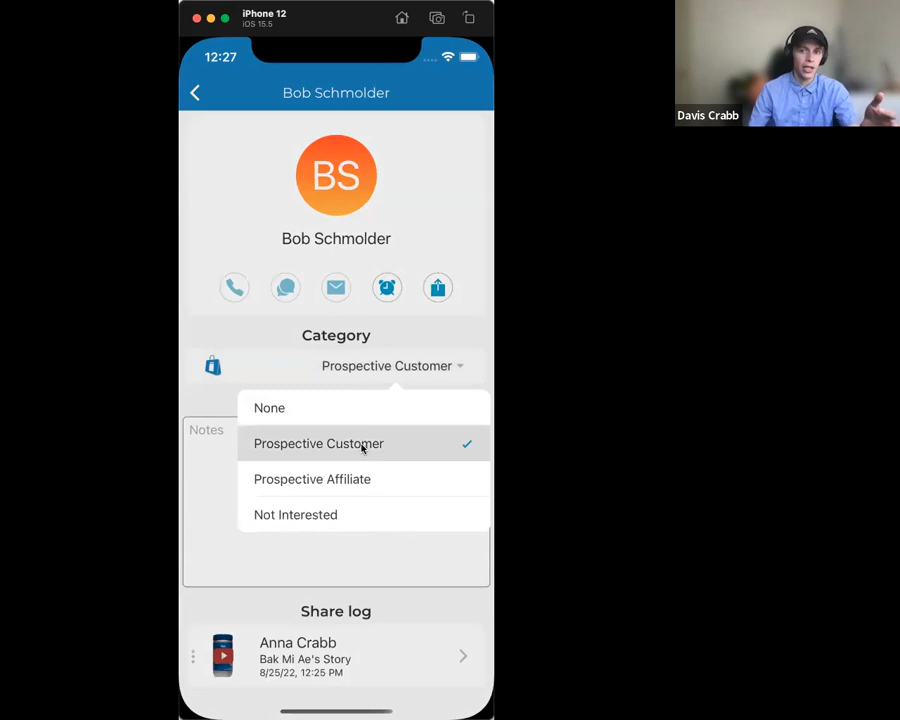 iPhone 12
iOS 15.5
12:27
Bob Schmolder
BS
Bob Schmolder
Category
Prospective Customer
None
Notes
Prospective Customer
Prospective Affiliate
Not Interested
Share log
Anna Crabb
Bak Mi Ae's Story
8/25/22, 12:25 PM
Davis Crabb